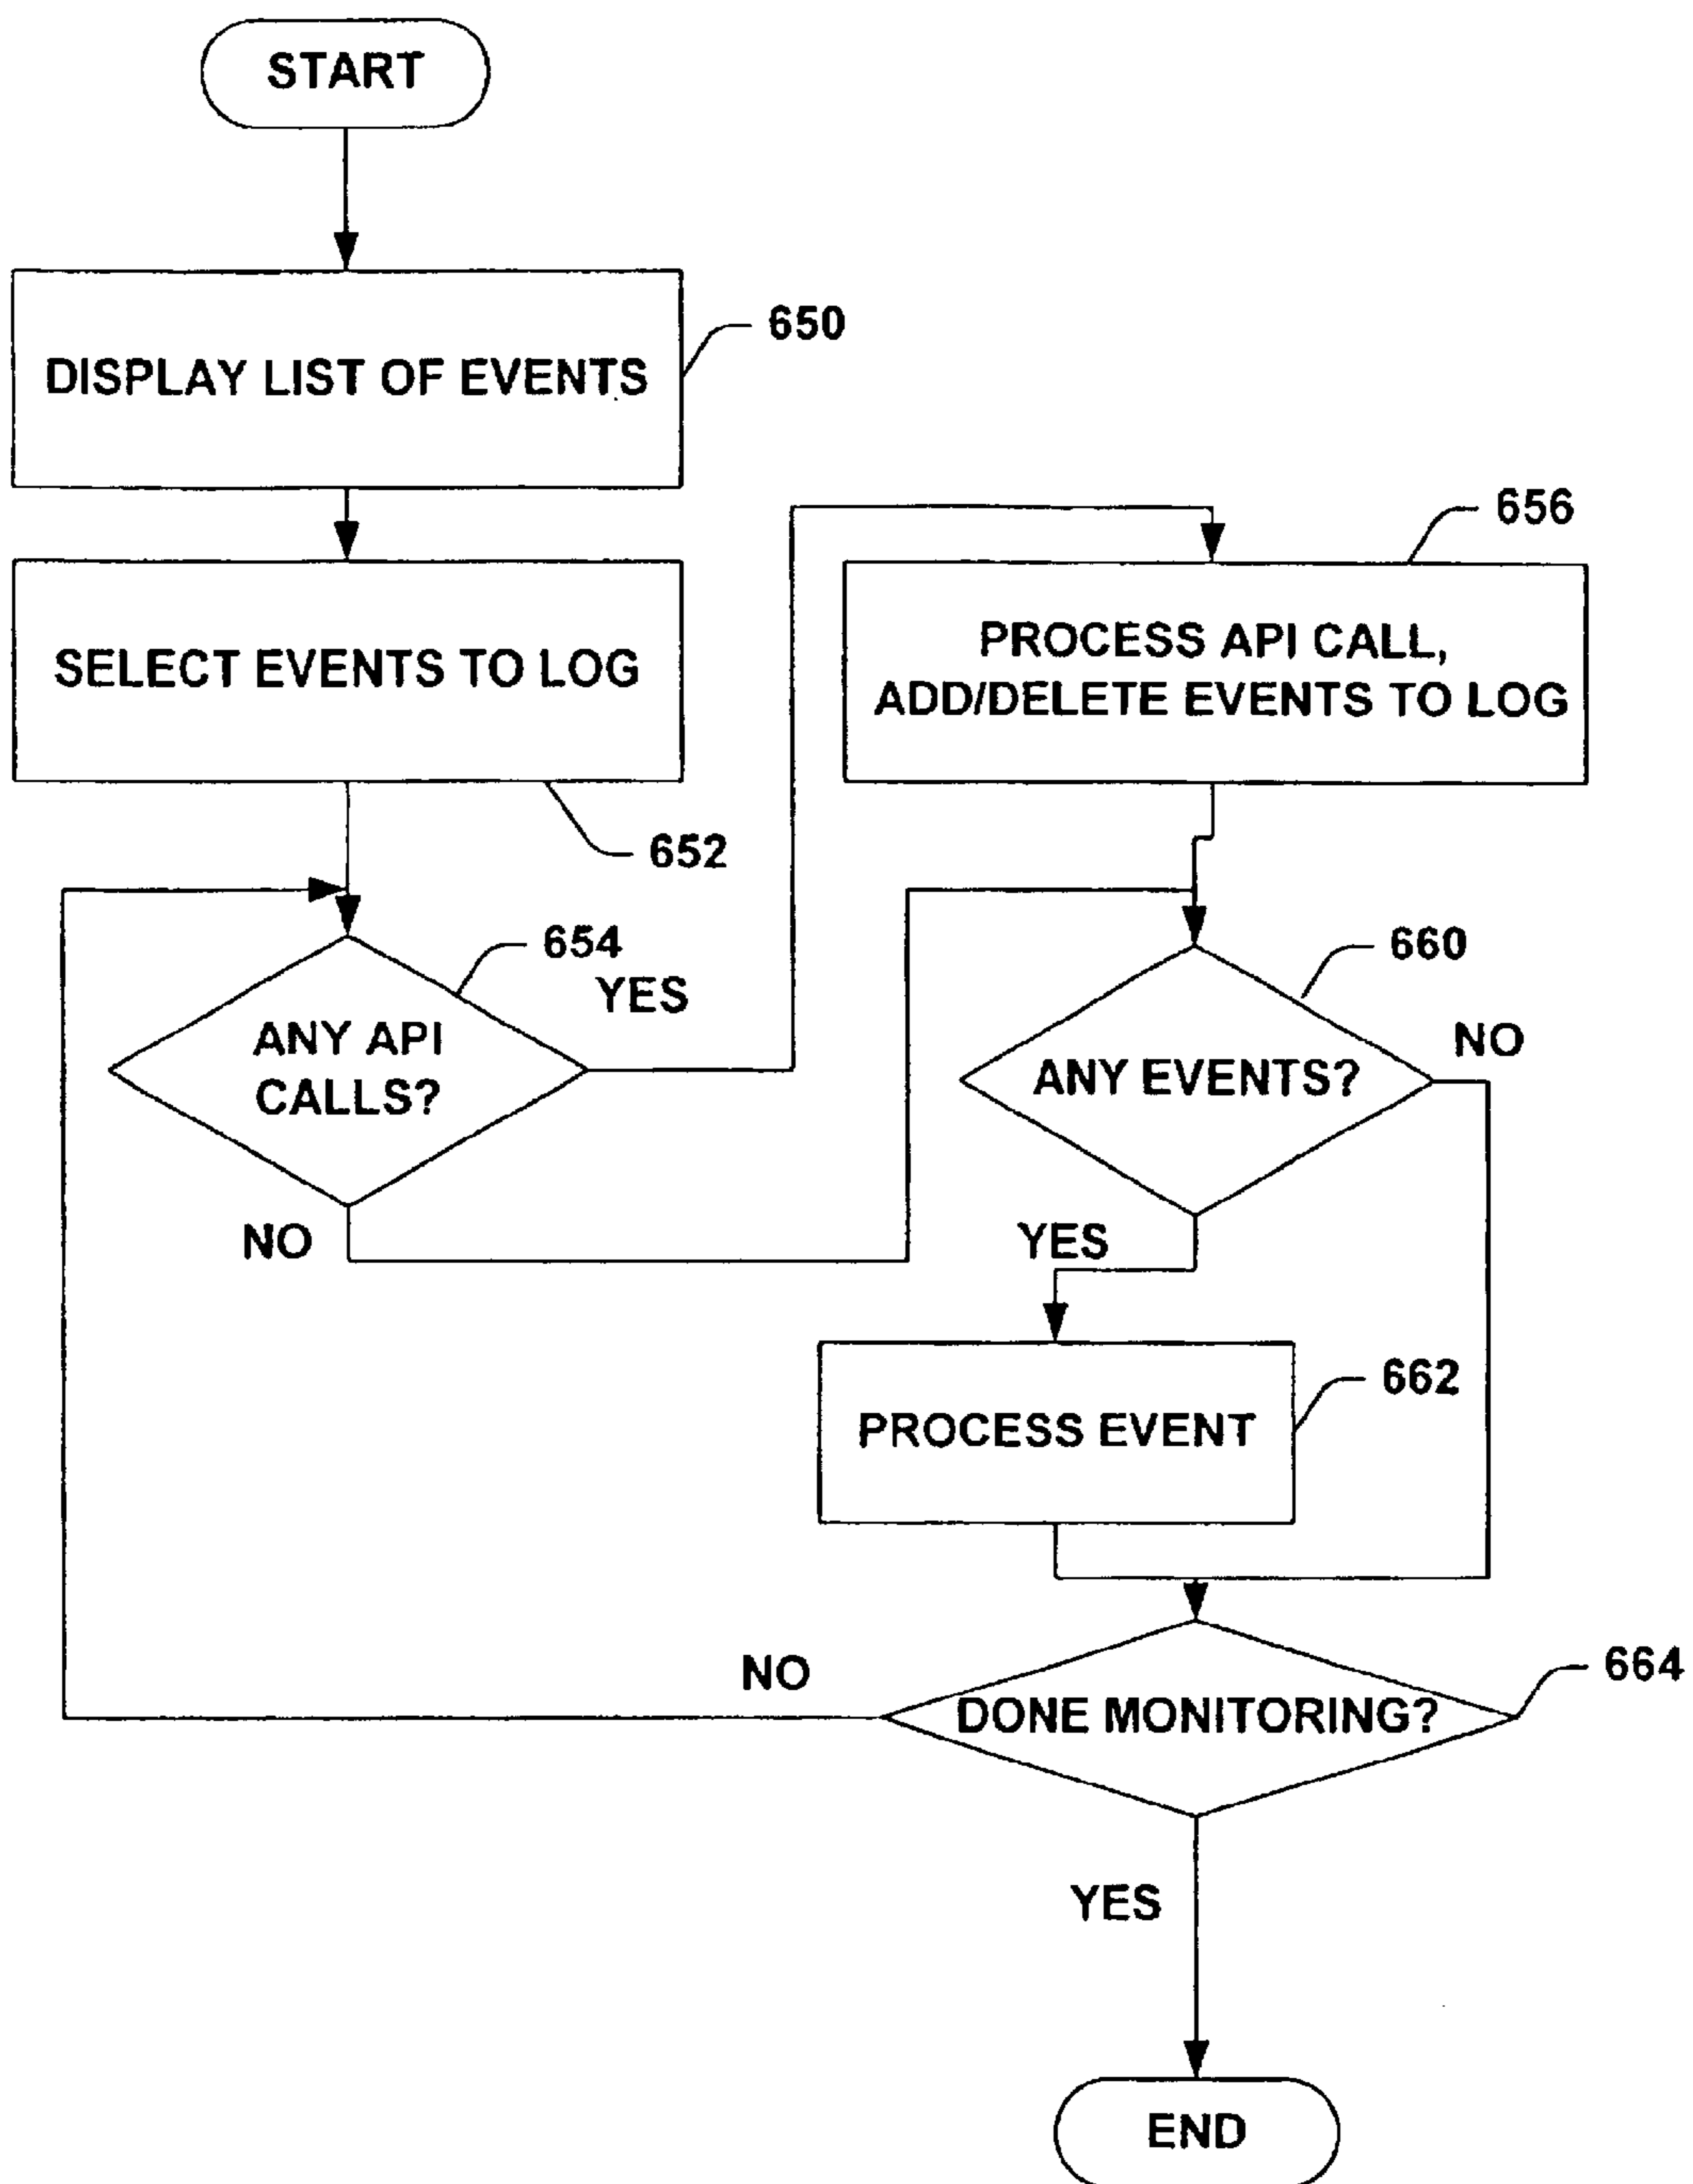 START
DISPLAY LIST OF EVENTS
650
SELECT EVENTS TO LOG
652
656
PROCESS API CALL,
ADD/DELETE EVENTS TO LOG
654
YES
ANY API
CALLS?
NO
660
NO
ANY EVENTS?
YES
662
PROCESS EVENT
664
NO
DONE MONITORING?
YES
END